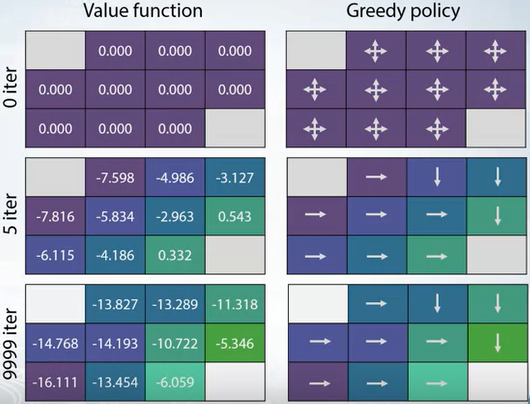 Value function Greedy policy
0 iter
0.000 0.000 0.000
0.000 0.000 0.000 0.000
0.000 0.000 0.000
5 iter
-7.598 -4.986 -3.127
-7.816 -5.834 -2.963 0.543
-6.115 -4.186 0.332
9999 iter
-13.827 -13.289 -11.318
-14.768 -14.193 -10.722 -5.346
-16.111 -13.454 -6.059